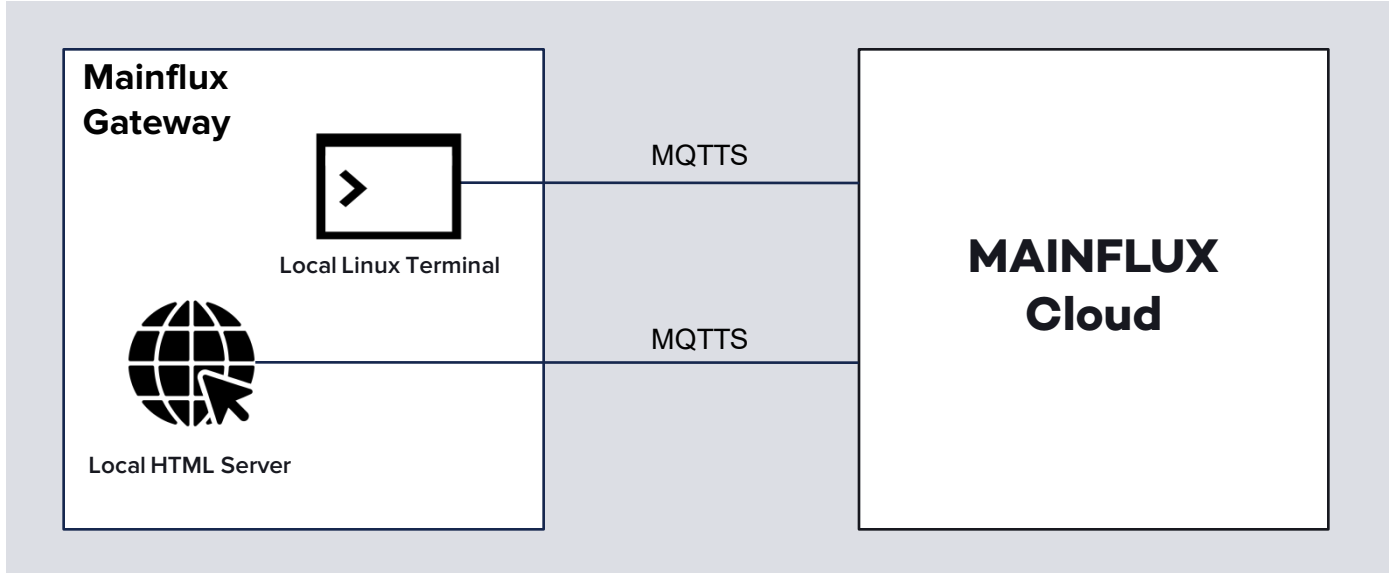 Mainflux
Gateway
MQTTS
Local Linux Terminal
MAINFLUX
Cloud
MQTTS
Local HTML Server